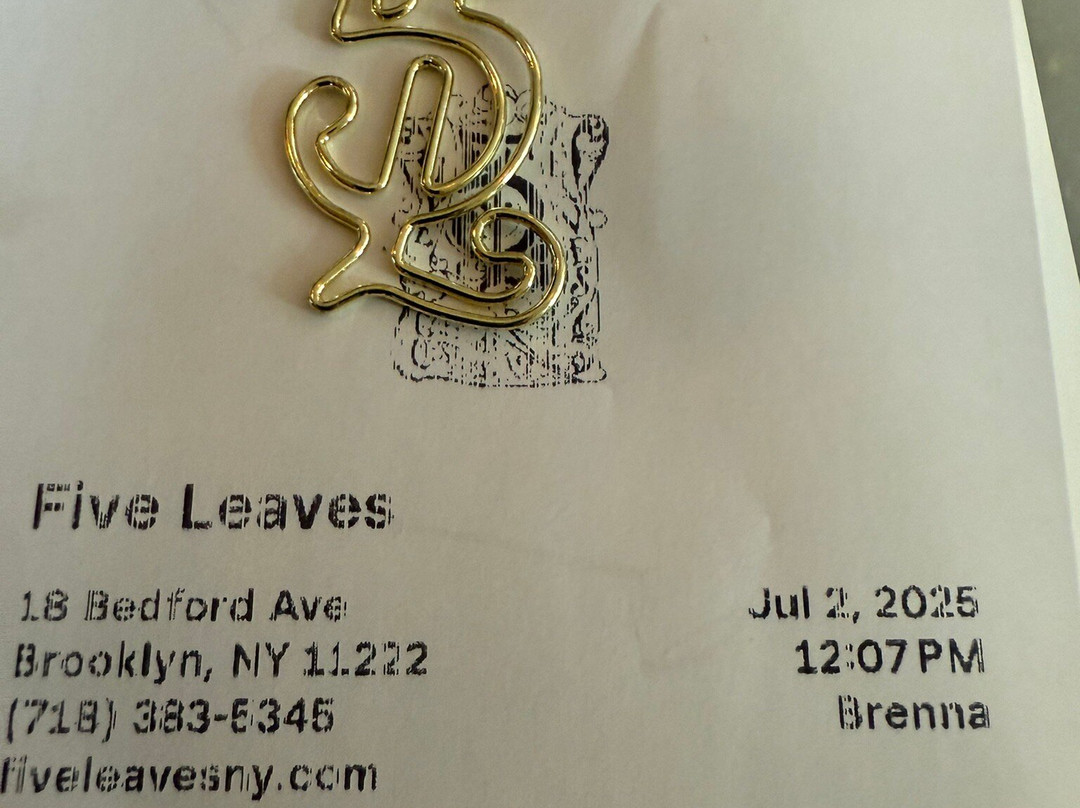 Five Leaves
18 Bedford Ave
Brooklyn, NY 11222
(718) 383-5345
fiveleavesny.com
Jul 2, 2025
12:07 PM
Brenna